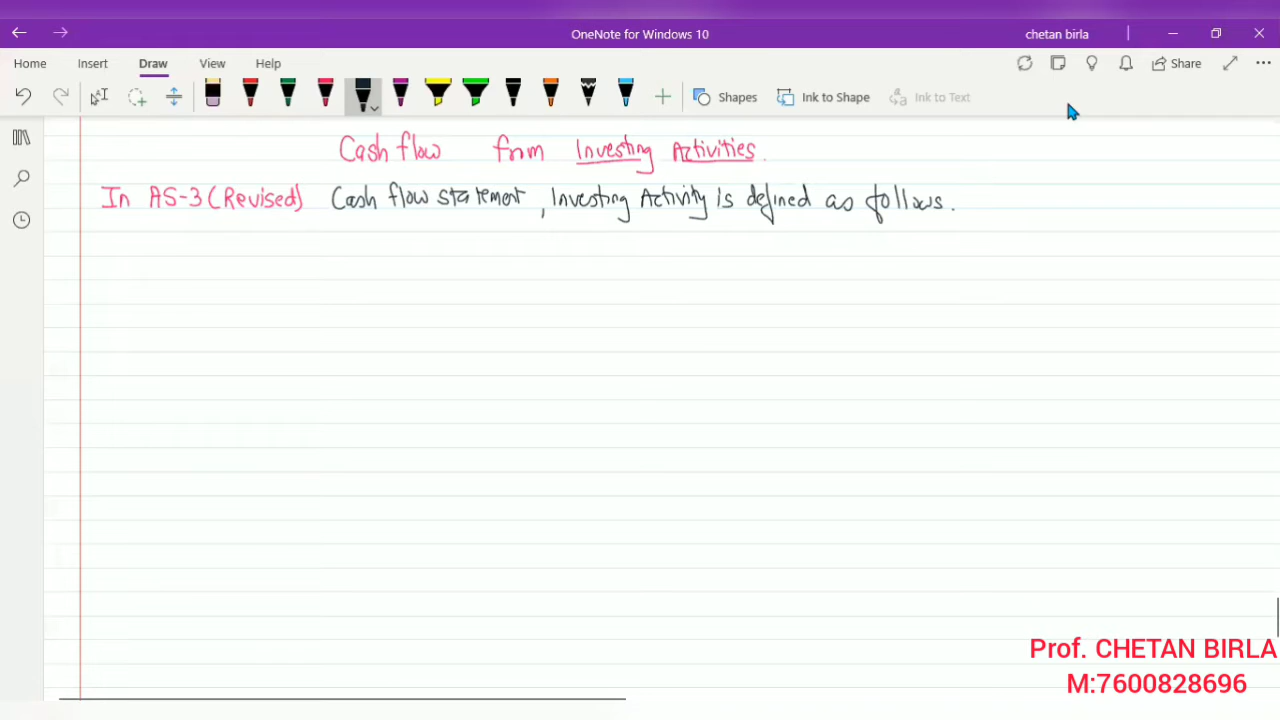 OneNote for Windows 10
chetan birla
Home Insert Draw View Help
Share
Shapes Ink to Shape Ink to Text
Cash flow from Investing Activities.
In AS-3 (Revised) Cash flow statement, Investing Activity is defined as follows.
Prof. CHETAN BIRLA
M:7600828696